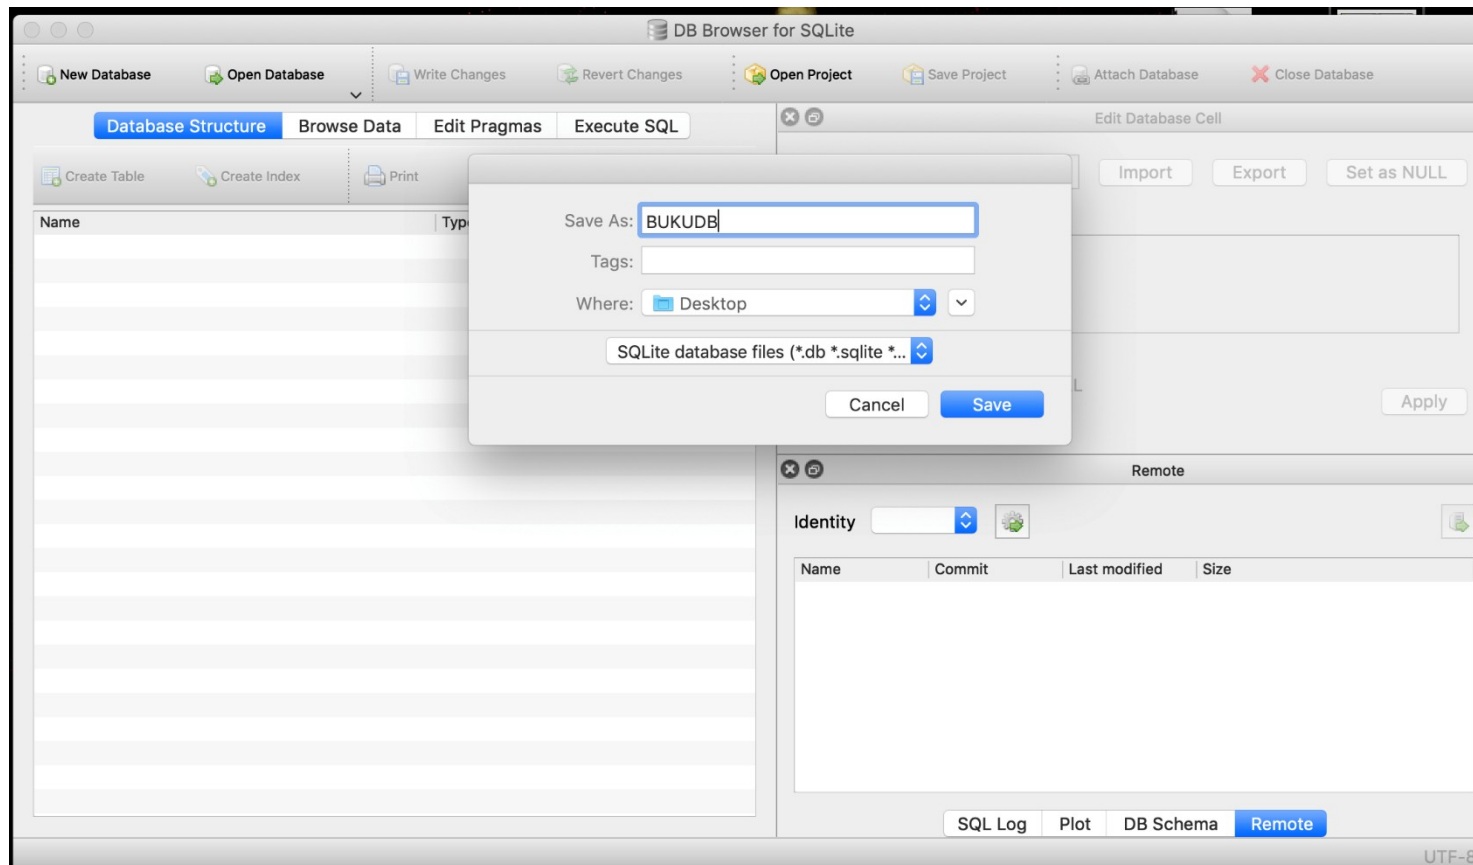 DB Browser for SQLite
New Database Open Database Write Changes Revert Changes Open Project Save Project Attach Database Close Database
Database Structure Browse Data Edit Pragmas Execute SQL
Edit Database Cell
Create Table Create Index Print
Import Export Set as NULL
Name Typ
Save As: BUKUDB
Tags:
Where: Desktop
SQLite database files (*.db *.sqlite *...
Cancel Save
Apply
Remote
Identity
Name Commit Last modified Size
SQL Log Plot DB Schema Remote